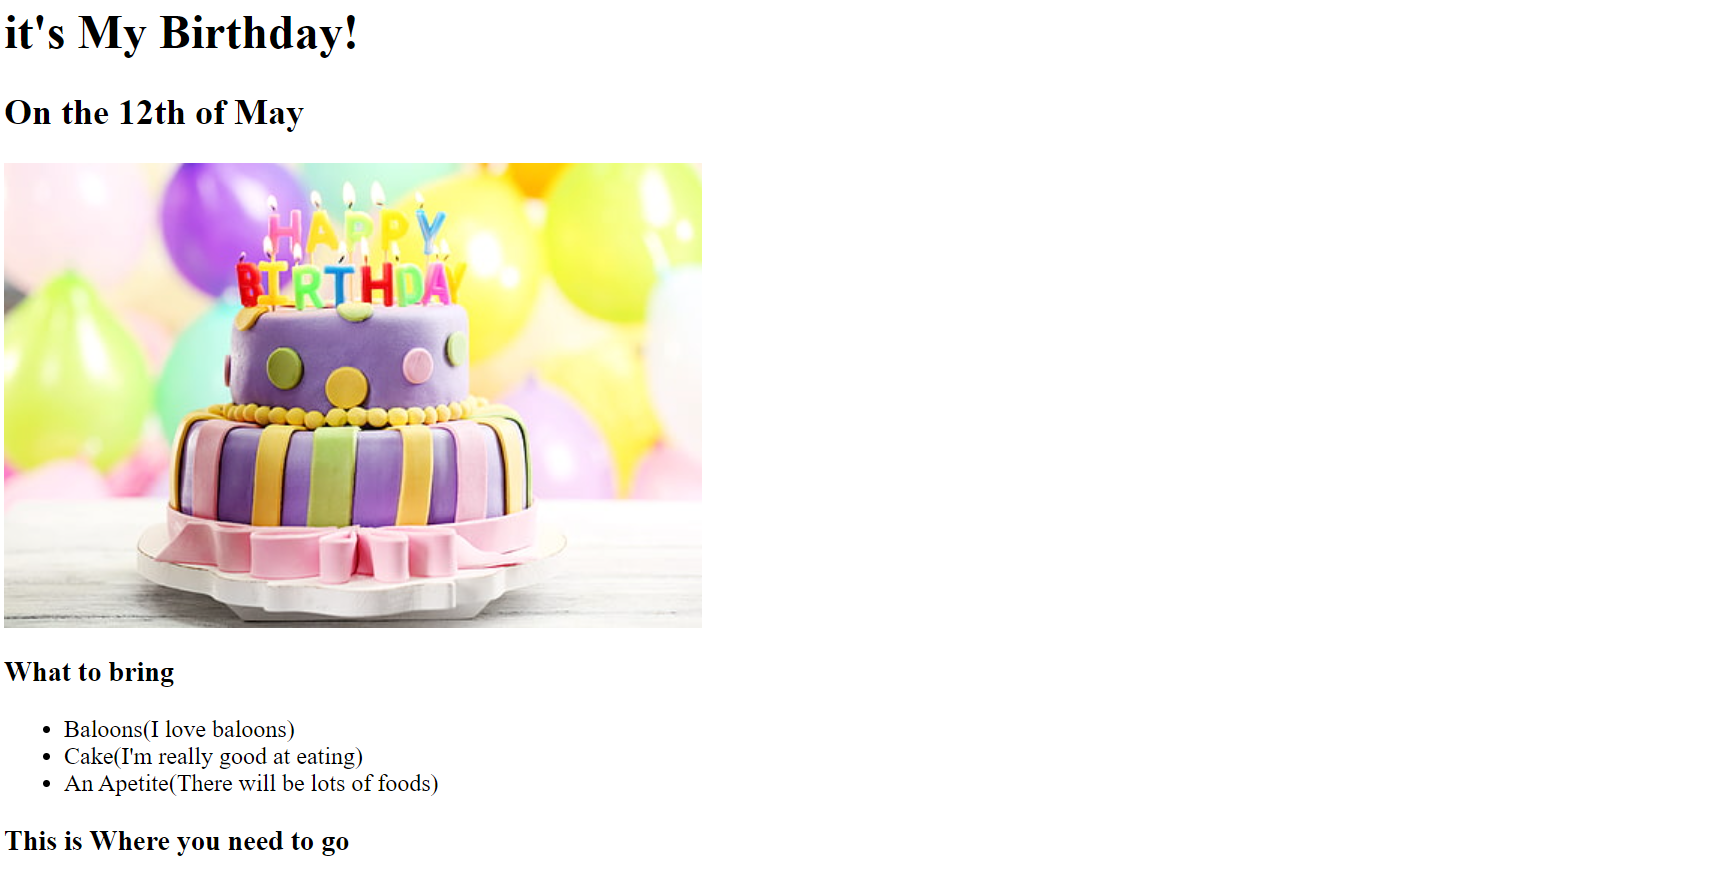 it's My Birthday!
On the 12th of May
HAPPY
BIRTHDAY
What to bring
Baloons(I love baloons)
Cake(I'm really good at eating)
An Apetite(There will be lots of foods)
This is Where you need to go